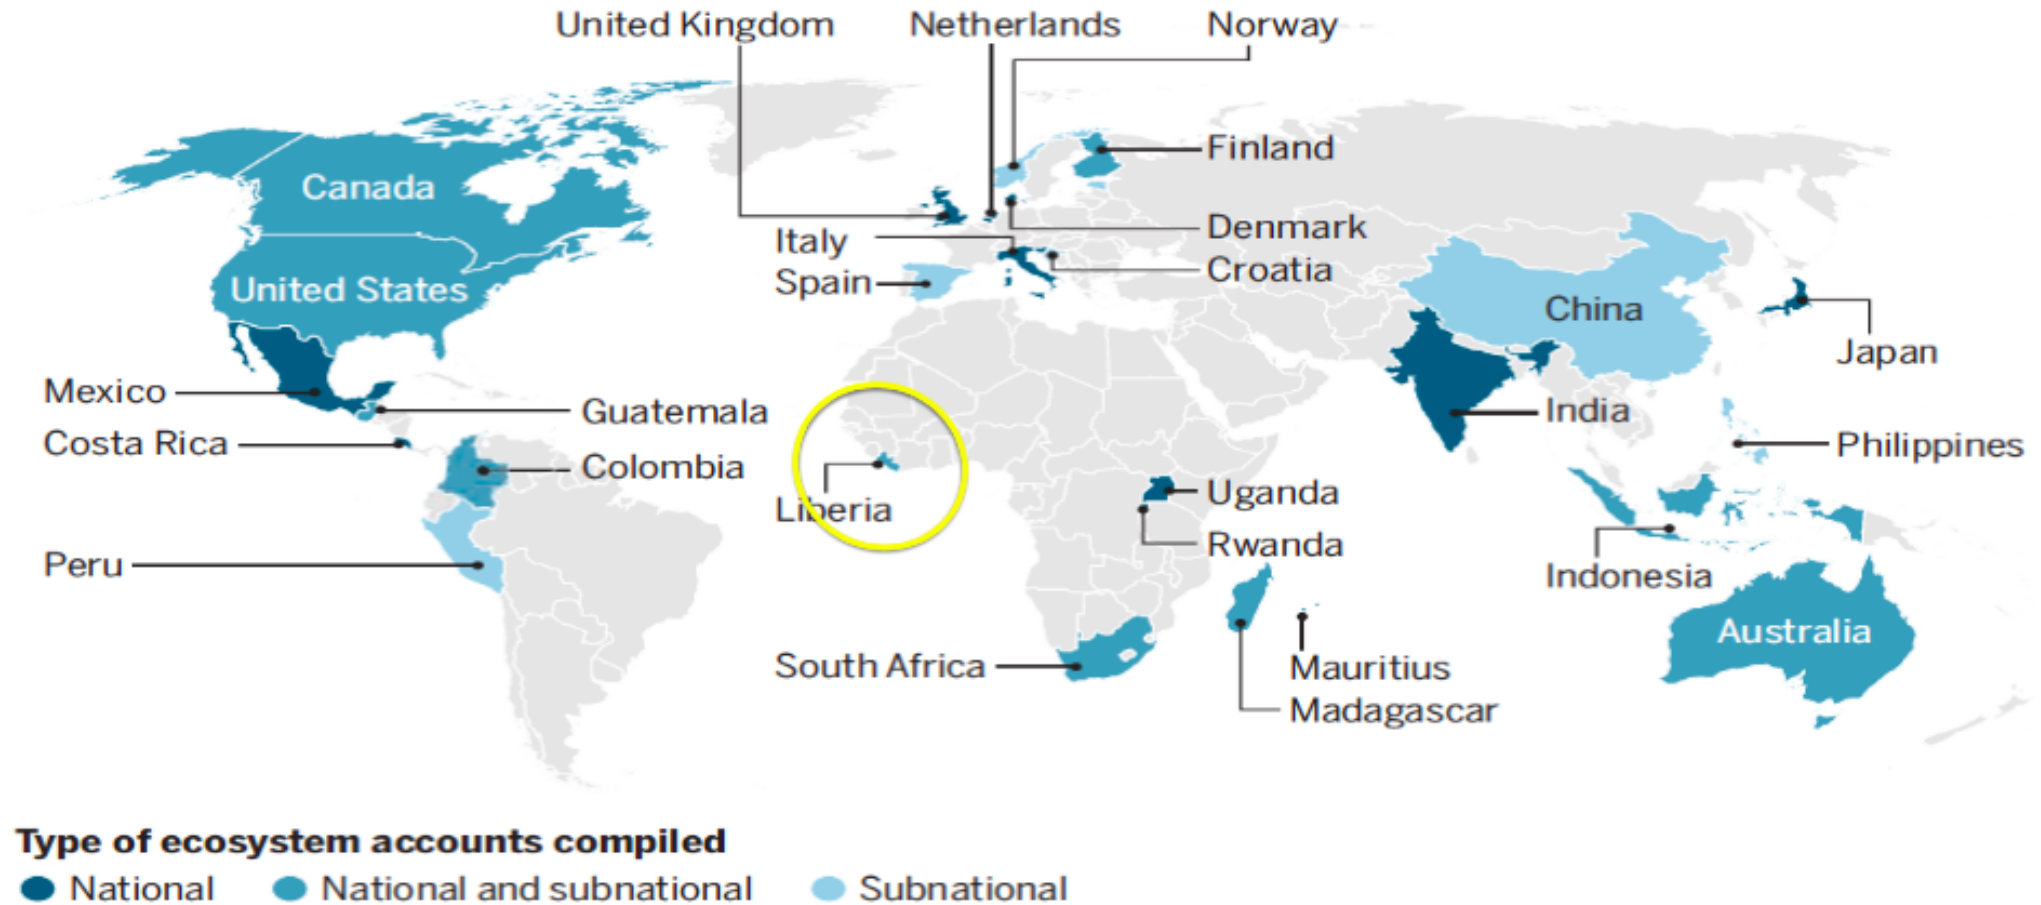 United Kingdom Netherlands Norway
Finland
Canada
Denmark
Italy
Croatia
Spain
United States
China
Japan
Mexico
Guatemala
India
Costa Rica
Philippines
Colombia
Uganda
Liberia
Rwanda
Peru
Indonesia
Australia
South Africa
Mauritius
Madagascar
Type of ecosystem accounts compiled
National National and subnational Subnational